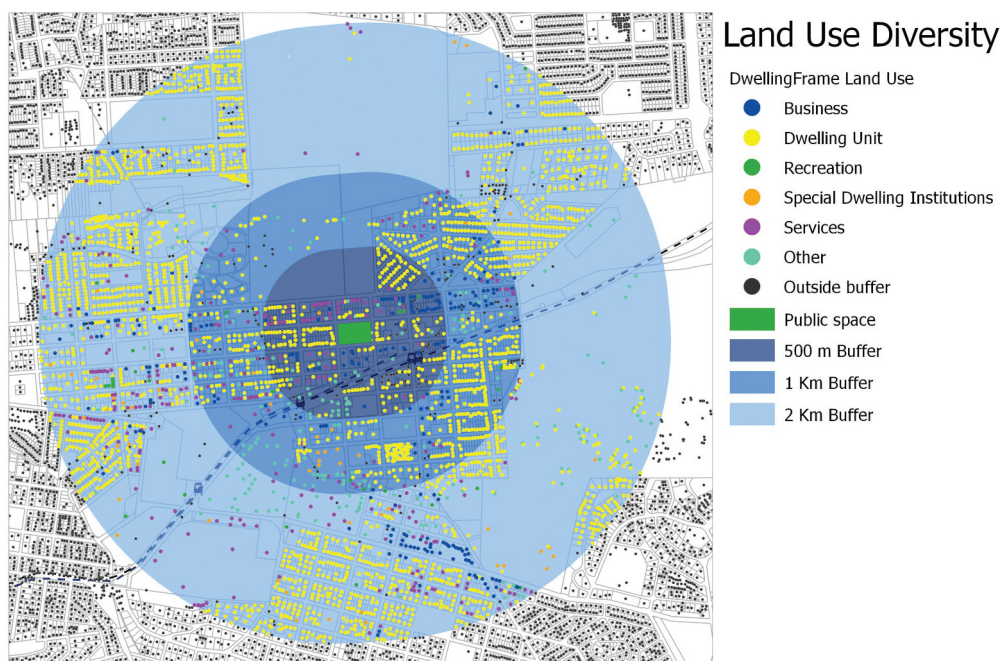 Land Use Diversity
DwellingFrame Land Use
Business
Dwelling Unit
Recreation
Special Dwelling Institutions
Services
Other
Outside buffer
Public space
500 m Buffer
1 Km Buffer
2 Km Buffer